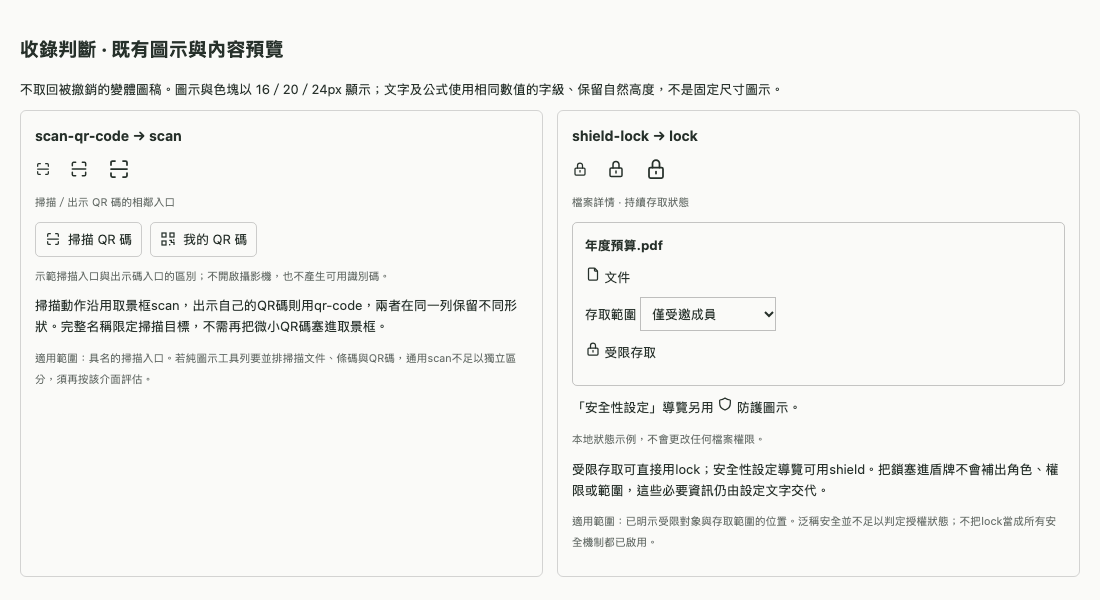 收錄判斷 · 既有圖示與內容預覽
不取回被撤銷的變體圖稿。圖示與色塊以 16 / 20 / 24px 顯示；文字及公式使用相同數值的字級、保留自然高度，不是固定尺寸圖示。
scan-qr-code → scan
掃描 / 出示 QR 碼的相鄰入口
掃描 QR 碼
我的 QR 碼
示範掃描入口與出示碼入口的區別；不開啟攝影機，也不產生可用識別碼。
掃描動作沿用取景框scan，出示自己的QR碼則用qr-code，兩者在同一列保留不同形
狀。完整名稱限定掃描目標，不需再把微小QR碼塞進取景框。
適用範圍：具名的掃描入口。若純圖示工具列要並排掃描文件、條碼與QR碼，通用scan不足以獨立區
分，須再按該介面評估。
shield-lock → lock
檔案詳情 · 持續存取狀態
年度預算.pdf
文件
存取範圍 僅受邀成員
受限存取
「安全性設定」導覽另用 防護圖示。
本地狀態示例，不會更改任何檔案權限。
受限存取可直接用lock；安全性設定導覽可用shield。把鎖塞進盾牌不會補出角色、權
限或範圍，這些必要資訊仍由設定文字交代。
適用範圍：已明示受限對象與存取範圍的位置。泛稱安全並不足以判定授權狀態；不把lock當成所有安
全機制都已啟用。